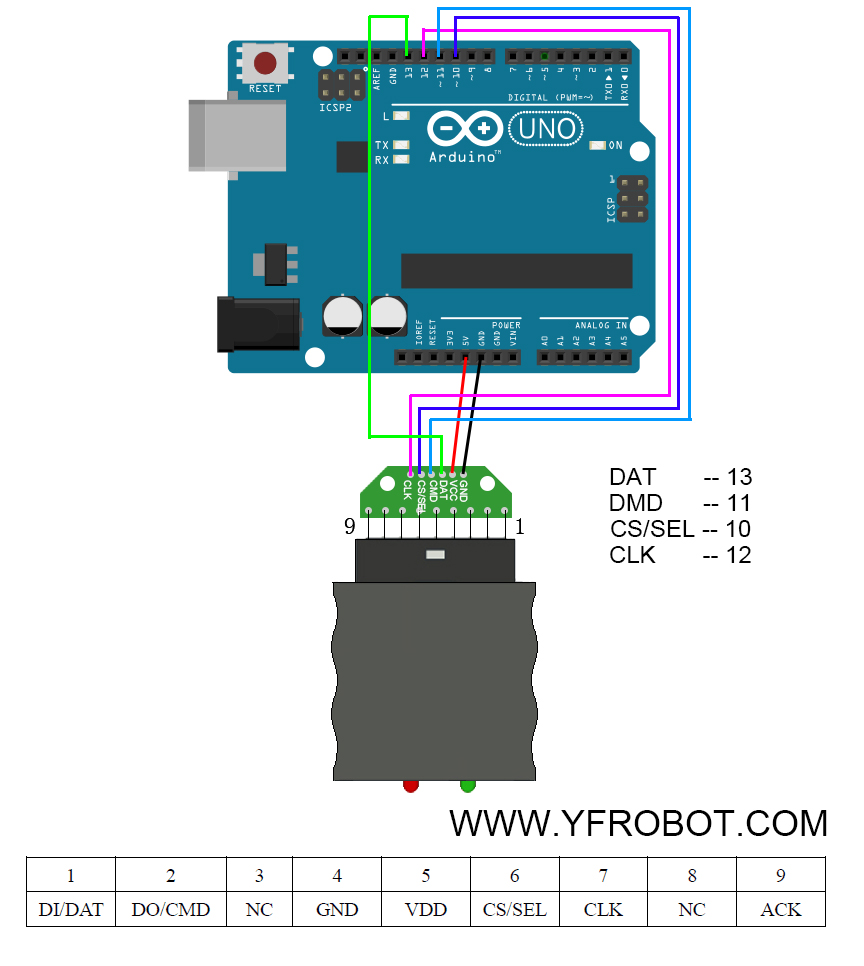 RESET
ICSP2
AREF
GND
13
12
~11
~10
~9
8
7
~6
~5
4
~3
2
TX0▶1
RX0◀0
DIGITAL (PWM=~)
L
TX
RX
Arduino™
UNO
ON
1
ICSP
POWER
ANALOG IN
IOREF
RESET
3V3
5V
GND
GND
VIN
A0
A1
A2
A3
A4
A5
CLK
CS/SEL
CMD
DAT
VCC
GND
9
1
DAT -- 13
DMD -- 11
CS/SEL -- 10
CLK -- 12
WWW.YFROBOT.COM
1 2 3 4 5 6 7 8 9
DI/DAT DO/CMD NC GND VDD CS/SEL CLK NC ACK